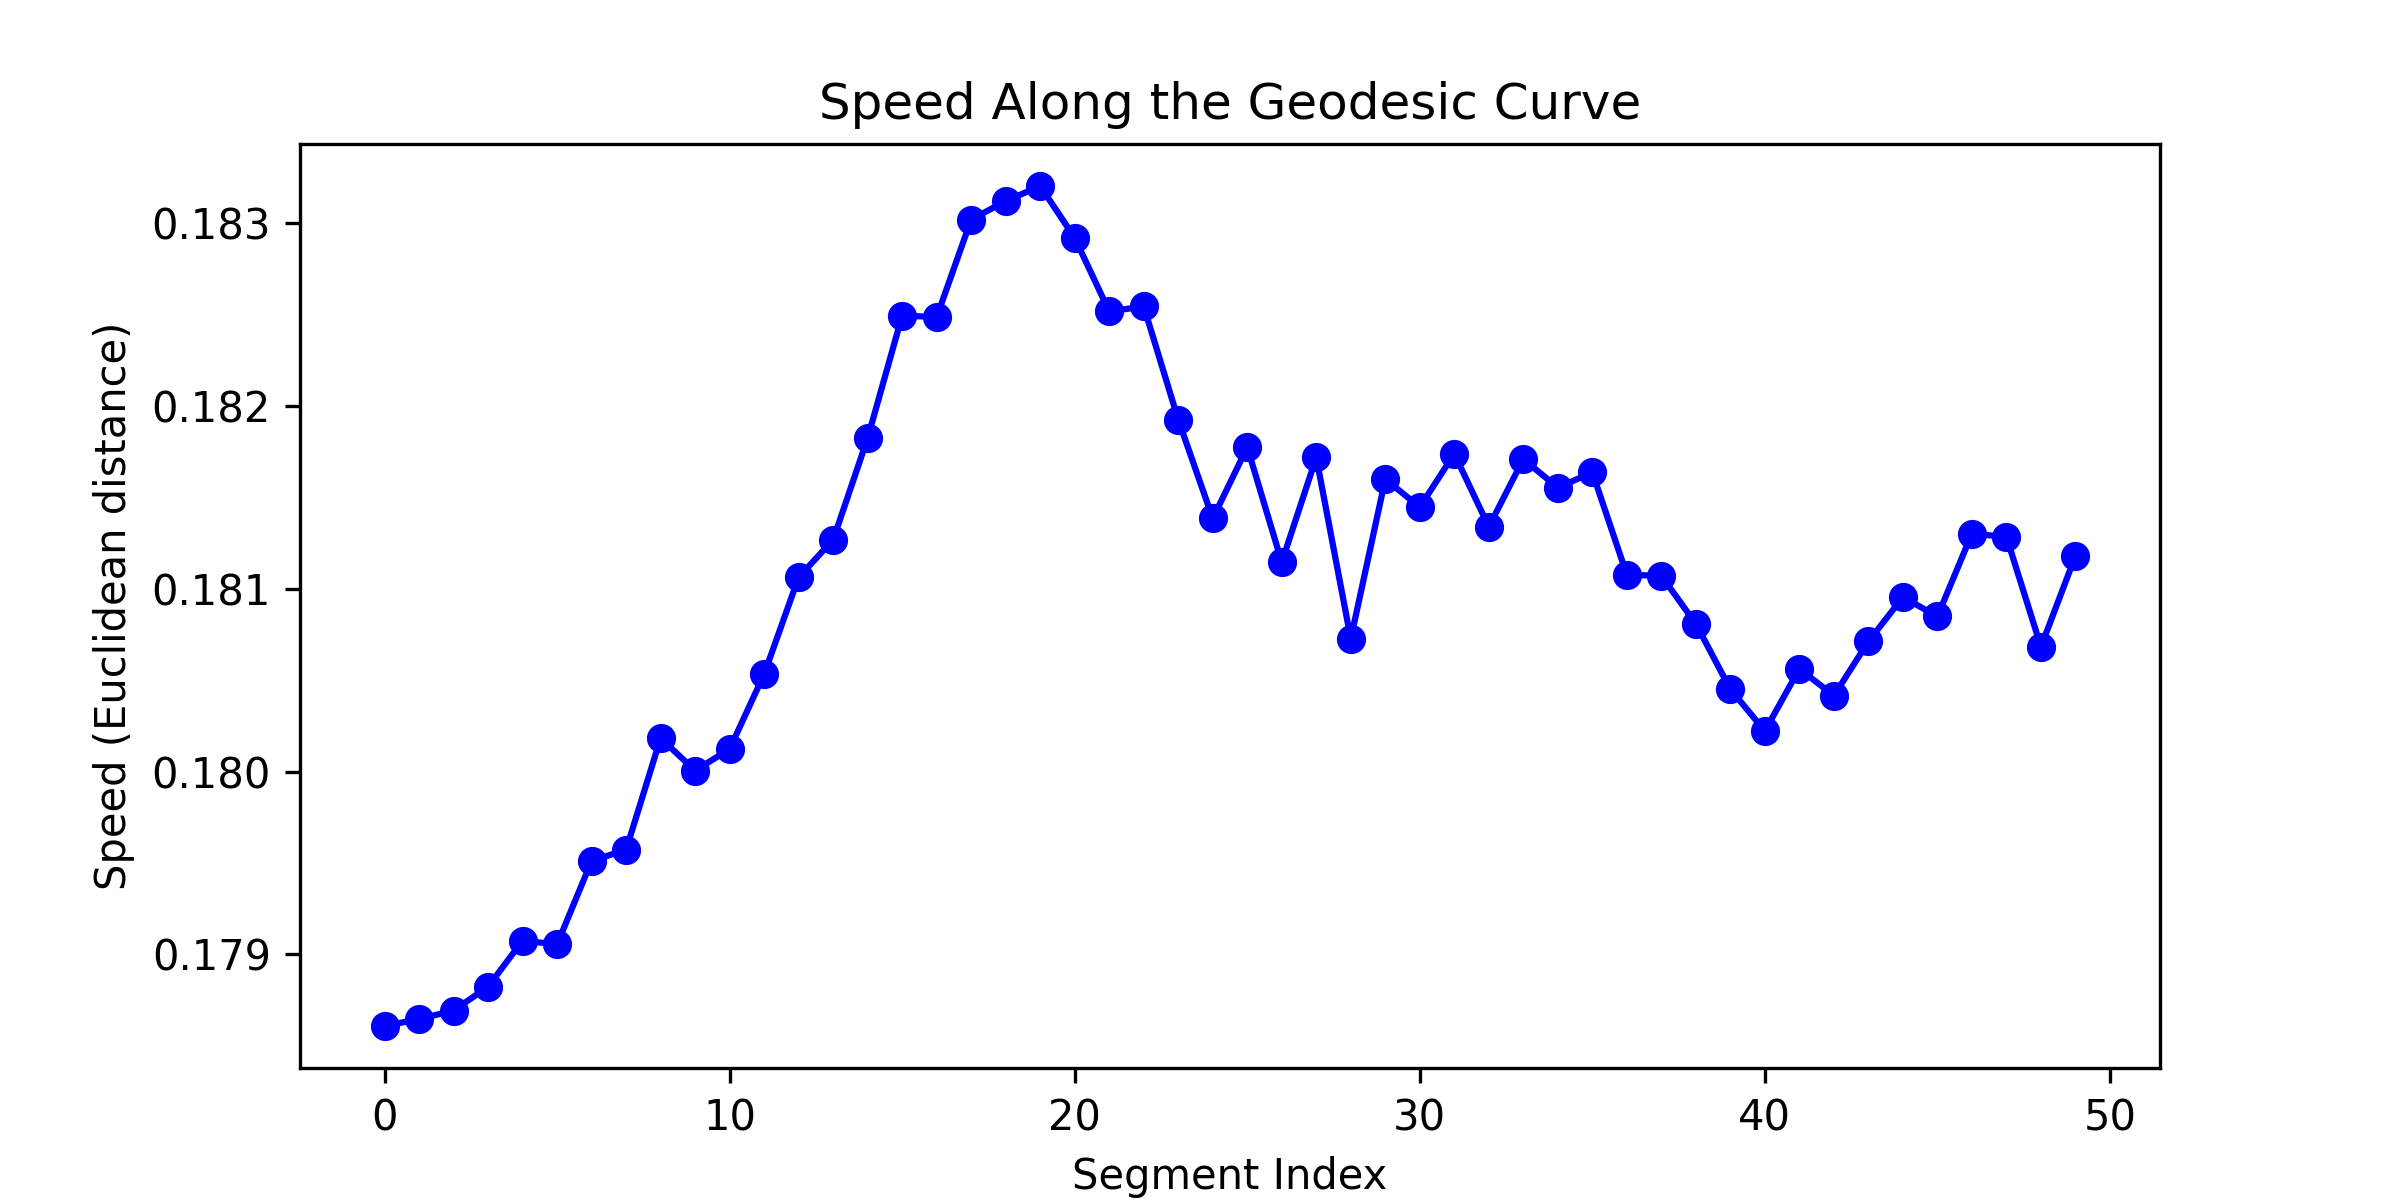 Speed Along the Geodesic Curve
Speed (Euclidean distance)
0.183
0.182
0.181
0.180
0.179
0 10 20 30 40 50
Segment Index